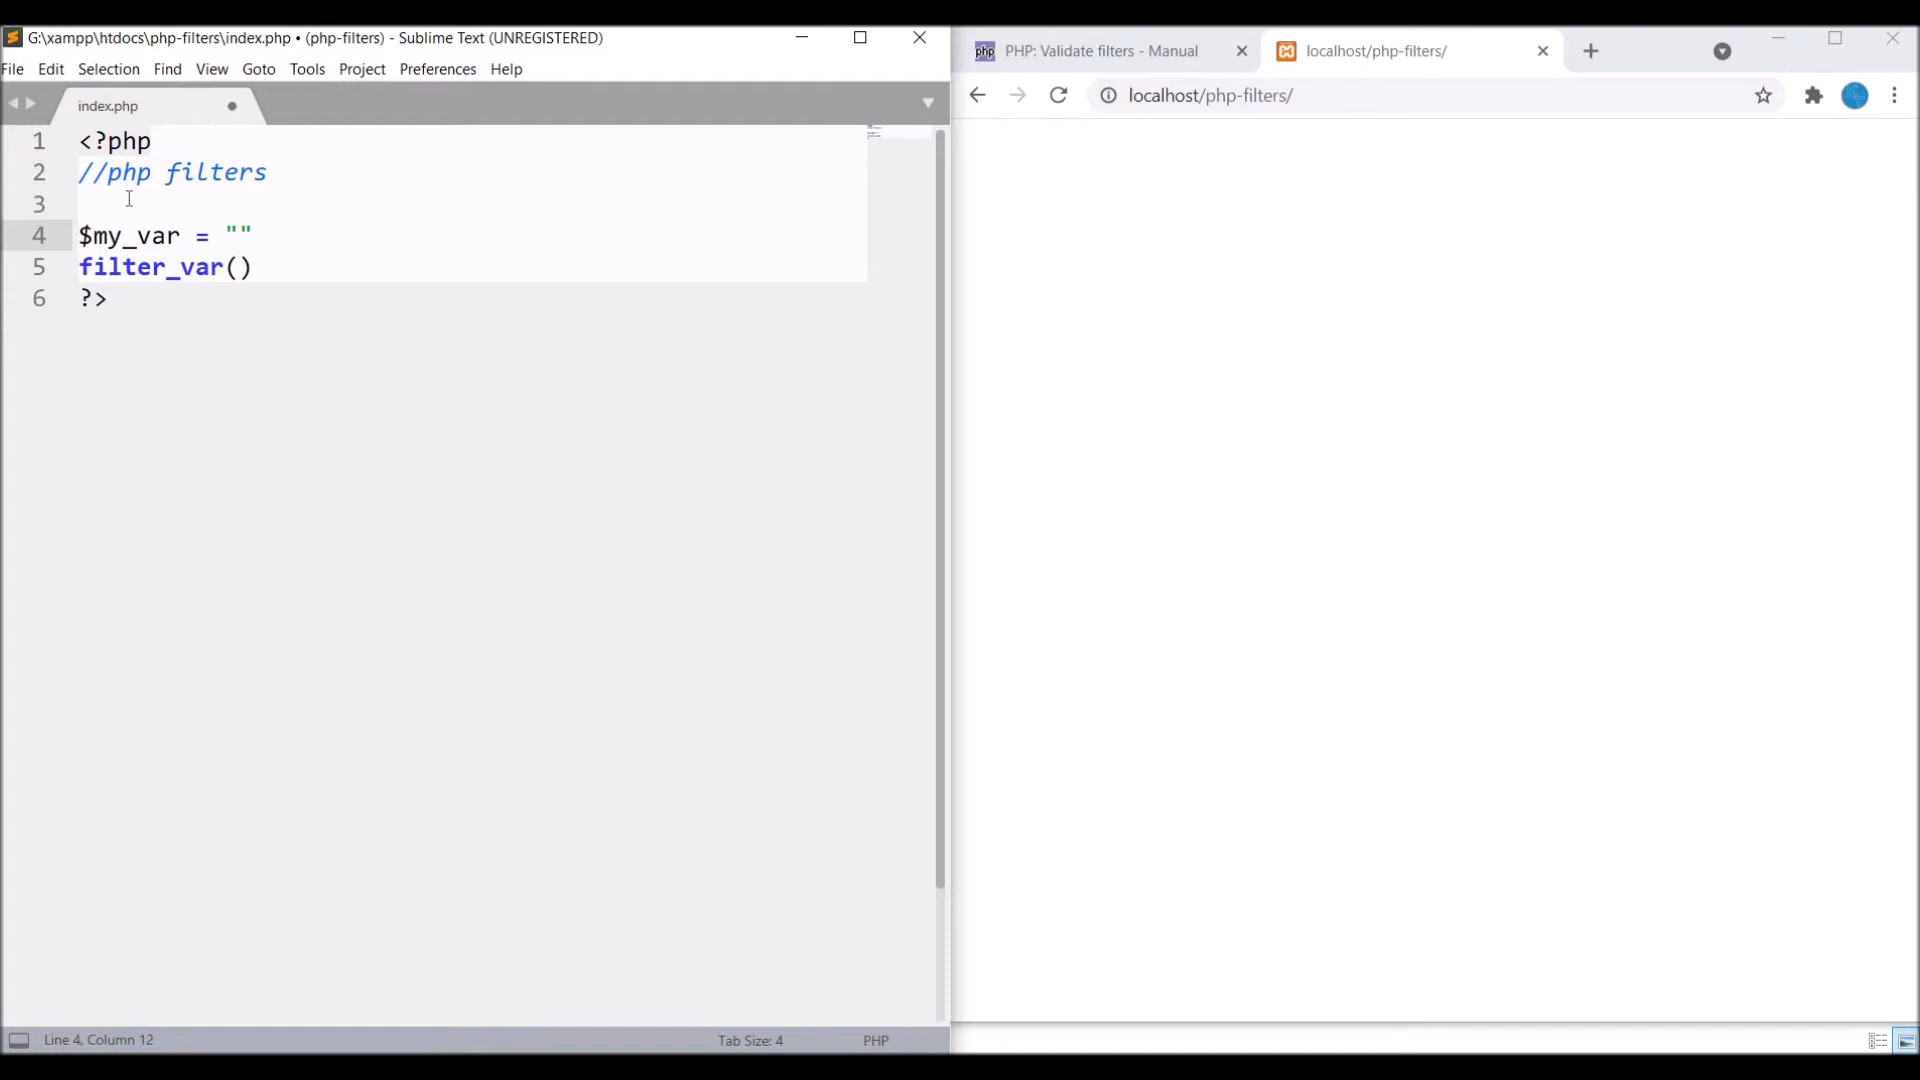 G:\xampp\htdocs\php-filters\index.php • (php-filters) - Sublime Text (UNREGISTERED)
File Edit Selection Find View Goto Tools Project Preferences Help
index.php
1 <?php
2 //php filters
3
4 $my_var = ""
5 filter_var()
6 ?>
Line 4, Column 12
Tab Size: 4
PHP
php PHP: Validate filters - Manual
localhost/php-filters/
localhost/php-filters/